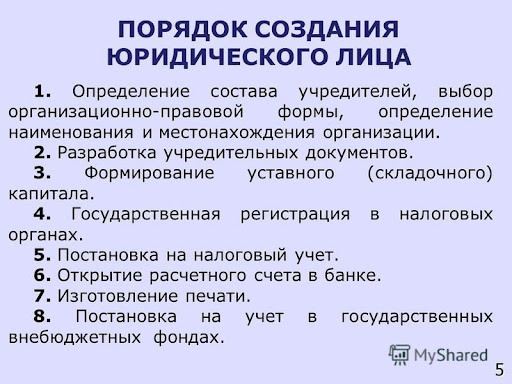 ПОРЯДОК СОЗДАНИЯ
ЮРИДИЧЕСКОГО ЛИЦА
1. Определение состава учредителей, выбор
организационно-правовой формы, определение
наименования и местонахождения организации.
2. Разработка учредительных документов.
3. Формирование уставного (складочного)
капитала.
4. Государственная регистрация в налоговых
органах.
5. Постановка на налоговый учет.
6. Открытие расчетного счета в банке.
7. Изготовление печати.
8. Постановка на учет в государственных
внебюджетных фондах.
MyShared
5